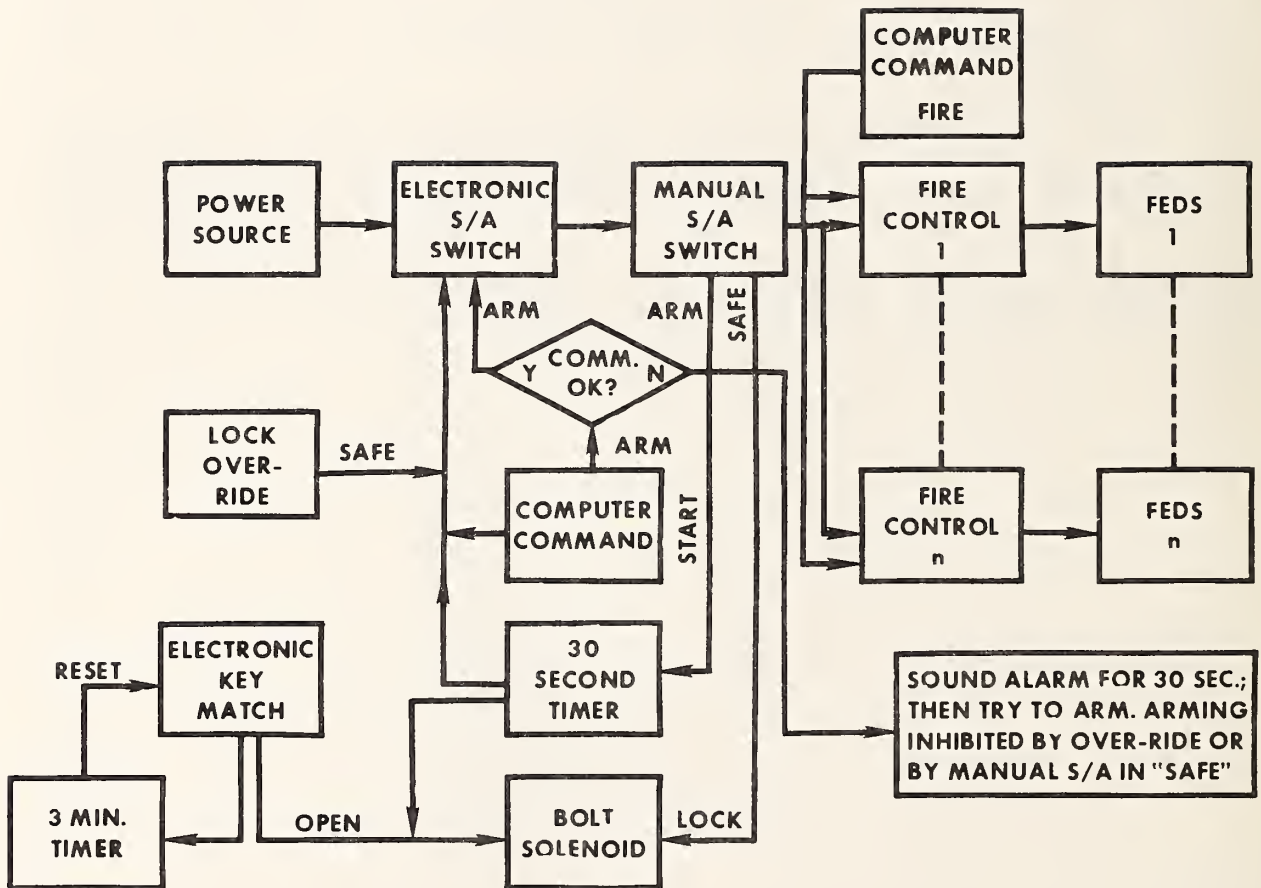 COMPUTER
COMMAND
FIRE
POWER
SOURCE
ELECTRONIC
S/A
SWITCH
MANUAL
S/A
SWITCH
FIRE
CONTROL
1
FEDS
1
ARM
ARM
SAFE
Y
COMM.
OK?
N
LOCK
OVER-
RIDE
SAFE
ARM
COMPUTER
COMMAND
START
FIRE
CONTROL
n
FEDS
n
RESET
ELECTRONIC
KEY
MATCH
30
SECOND
TIMER
SOUND ALARM FOR 30 SEC.;
THEN TRY TO ARM. ARMING
INHIBITED BY OVER-RIDE OR
BY MANUAL S/A IN "SAFE"
3 MIN.
TIMER
OPEN
BOLT
SOLENOID
LOCK